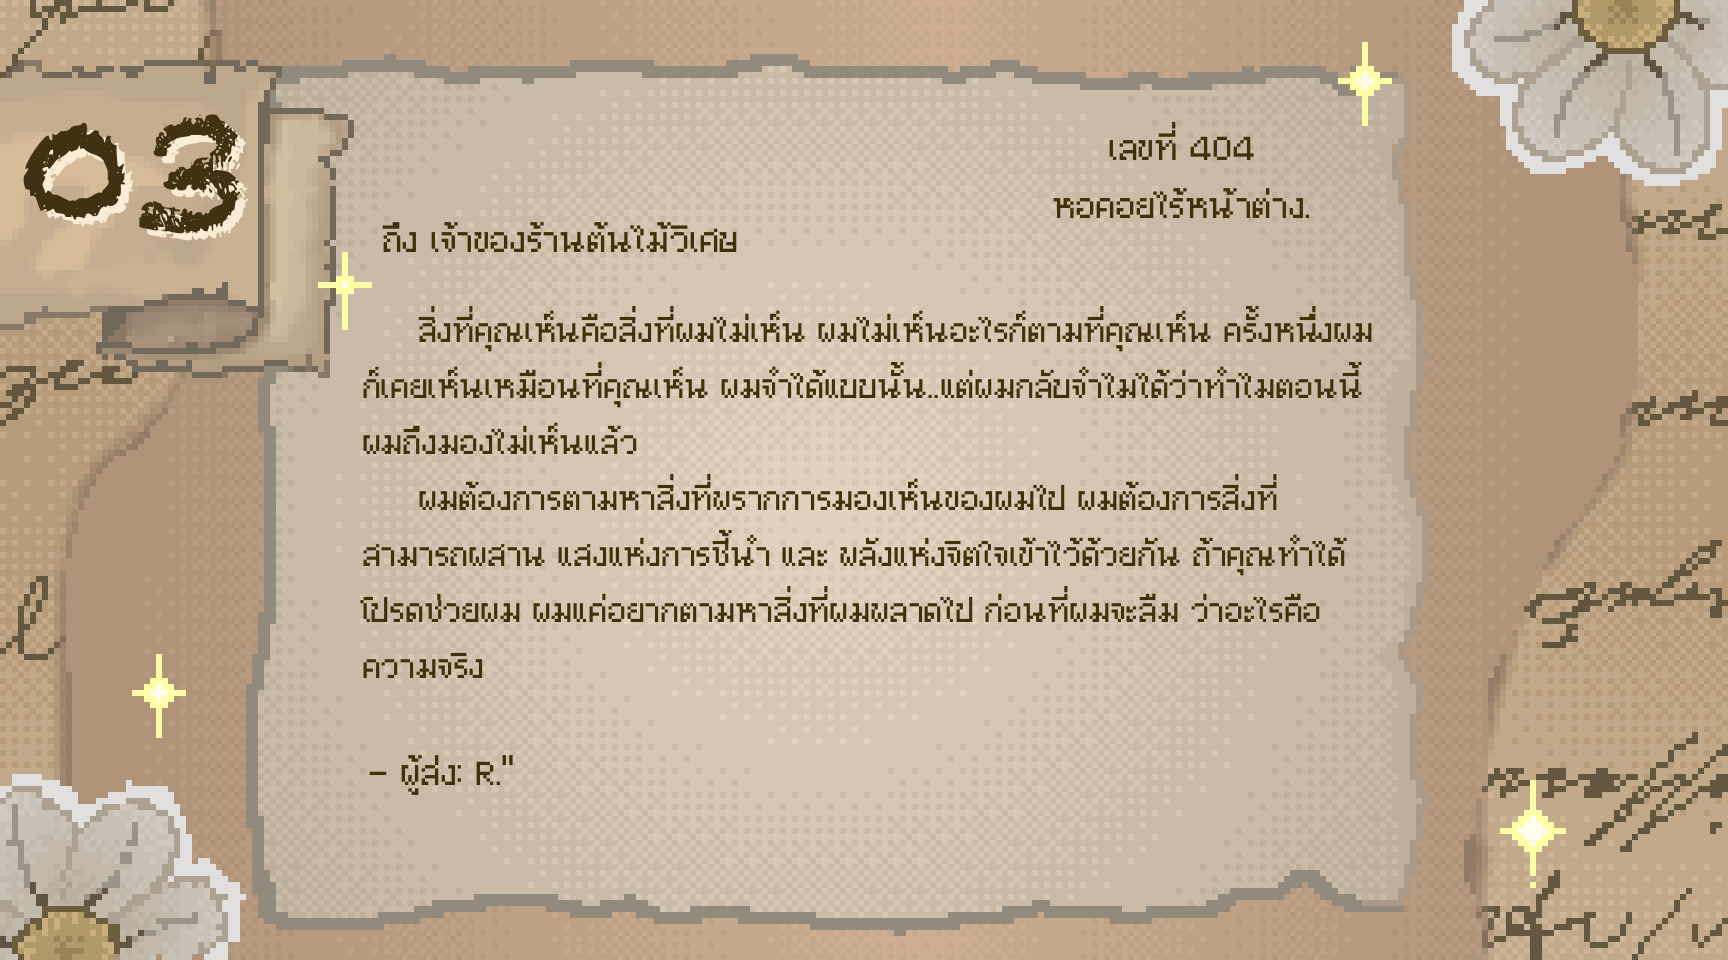 03
เลขที่ 404
หอคอยไร้หน้าต่าง.
ถึง เจ้าของร้านต้นไม้วิเศษ
สิ่งที่คุณเห็นคือสิ่งที่ผมไม่เห็น ผมไม่เห็นอะไรก็ตามที่คุณเห็น ครั้งหนึ่งผม
ก็เคยเห็นเหมือนที่คุณเห็น ผมจำได้แบบนั้น..แต่ผมกลับจำไม่ได้ว่าทำไมตอนนี้
ผมถึงมองไม่เห็นแล้ว
ผมต้องการตามหาสิ่งที่พรากการมองเห็นของผมไป ผมต้องการสิ่งที่
สามารถผสาน แสงแห่งการชี้นำ และ พลังแห่งจิตใจเข้าไว้ด้วยกัน ถ้าคุณทำได้
โปรดช่วยผม ผมแค่อยากตามหาสิ่งที่ผมพลาดไป ก่อนที่ผมจะลืม ว่าอะไรคือ
ความจริง
- ผู้ส่ง: R."